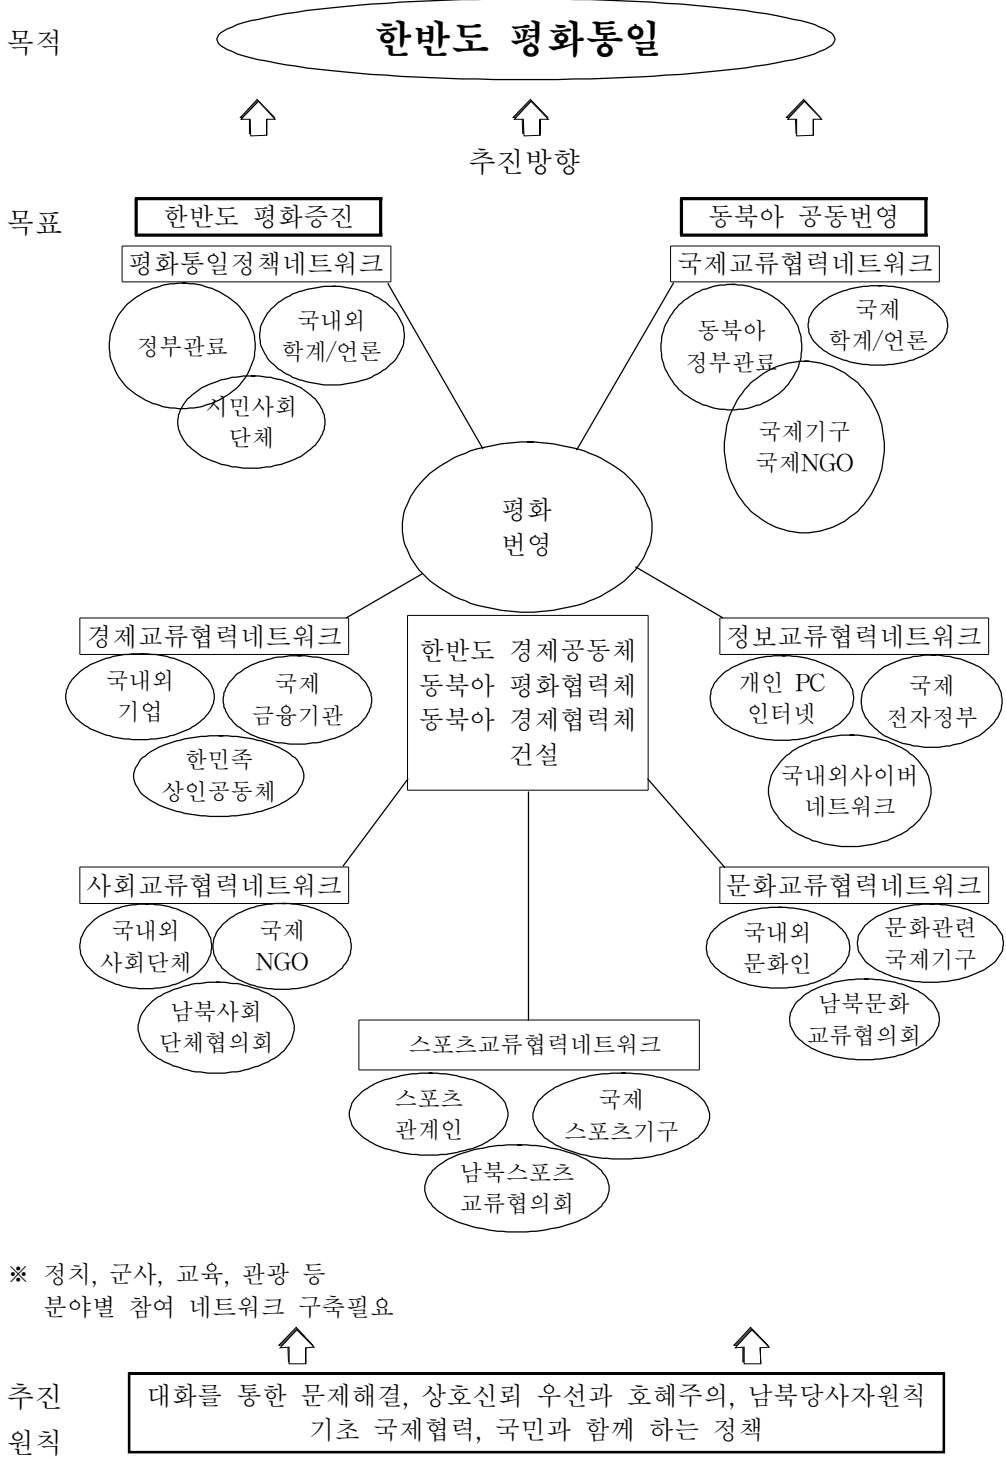 목적
한반도 평화통일
추진방향
목표
한반도 평화증진
동북아 공동번영
평화통일정책네트워크
국제교류협력네트워크
정부관료
국내외
학계/언론
시민사회
단체
동북아
정부관료
국제
학계/언론
국제기구
국제NGO
평화
번영
경제교류협력네트워크
국내외
기업
국제
금융기관
한민족
상인공동체
한반도 경제공동체
동북아 평화협력체
동북아 경제협력체
건설
정보교류협력네트워크
개인 PC
인터넷
국제
전자정부
국내외사이버
네트워크
사회교류협력네트워크
국내외
사회단체
국제
NGO
남북사회
단체협의회
문화교류협력네트워크
국내외
문화인
문화관련
국제기구
남북문화
교류협의회
스포츠교류협력네트워크
스포츠
관계인
국제
스포츠기구
남북스포츠
교류협의회
※ 정치, 군사, 교육, 관광 등
분야별 참여 네트워크 구축필요
추진
원칙
대화를 통한 문제해결, 상호신뢰 우선과 호혜주의, 남북당사자원칙
기초 국제협력, 국민과 함께 하는 정책